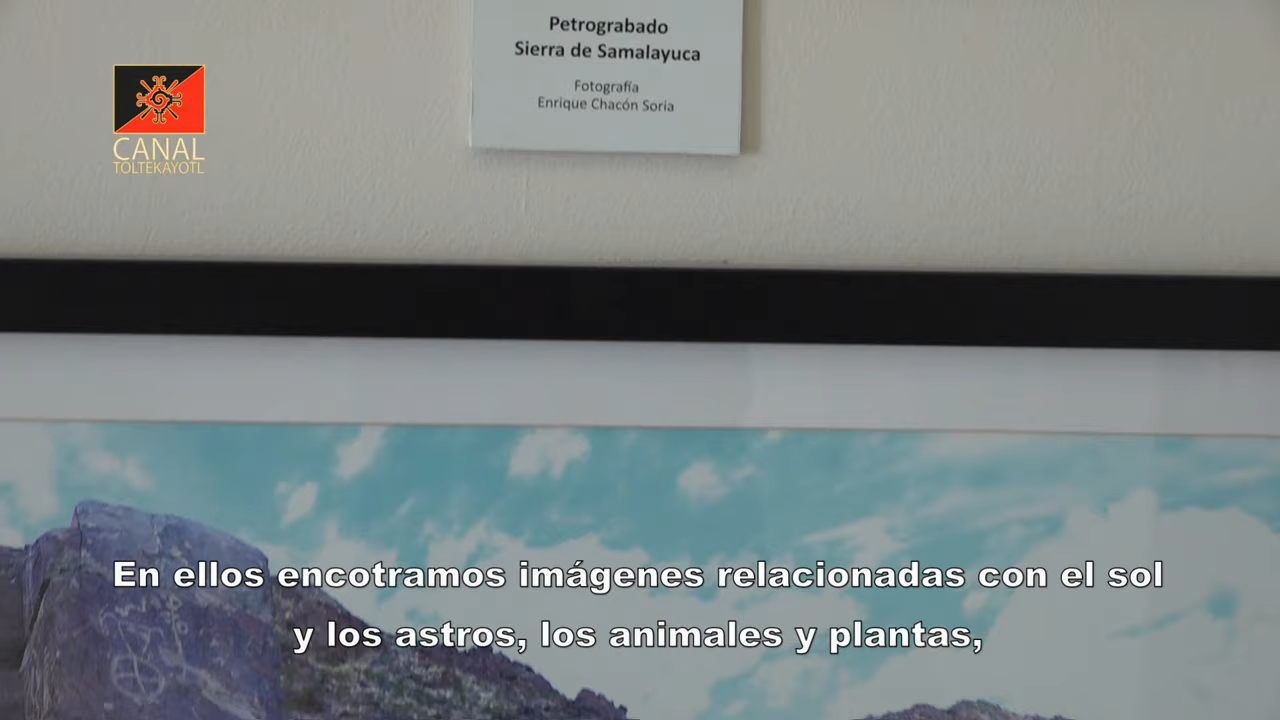 Petrograbado
Sierra de Samalayuca
Fotografía
Enrique Chacón Soria
CANAL
TOLTEKAYOTL
En ellos encotramos imágenes relacionadas con el sol
y los astros, los animales y plantas,